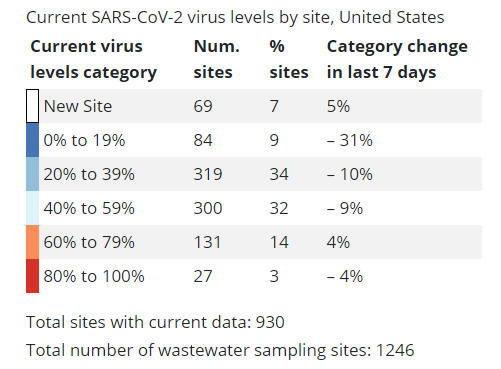 Current SARS-CoV-2 virus levels by site, United States
Current virus levels category Num. sites % sites Category change in last 7 days
New Site 69 7 5%
0% to 19% 84 9 – 31%
20% to 39% 319 34 – 10%
40% to 59% 300 32 – 9%
60% to 79% 131 14 4%
80% to 100% 27 3 – 4%
Total sites with current data: 930
Total number of wastewater sampling sites: 1246